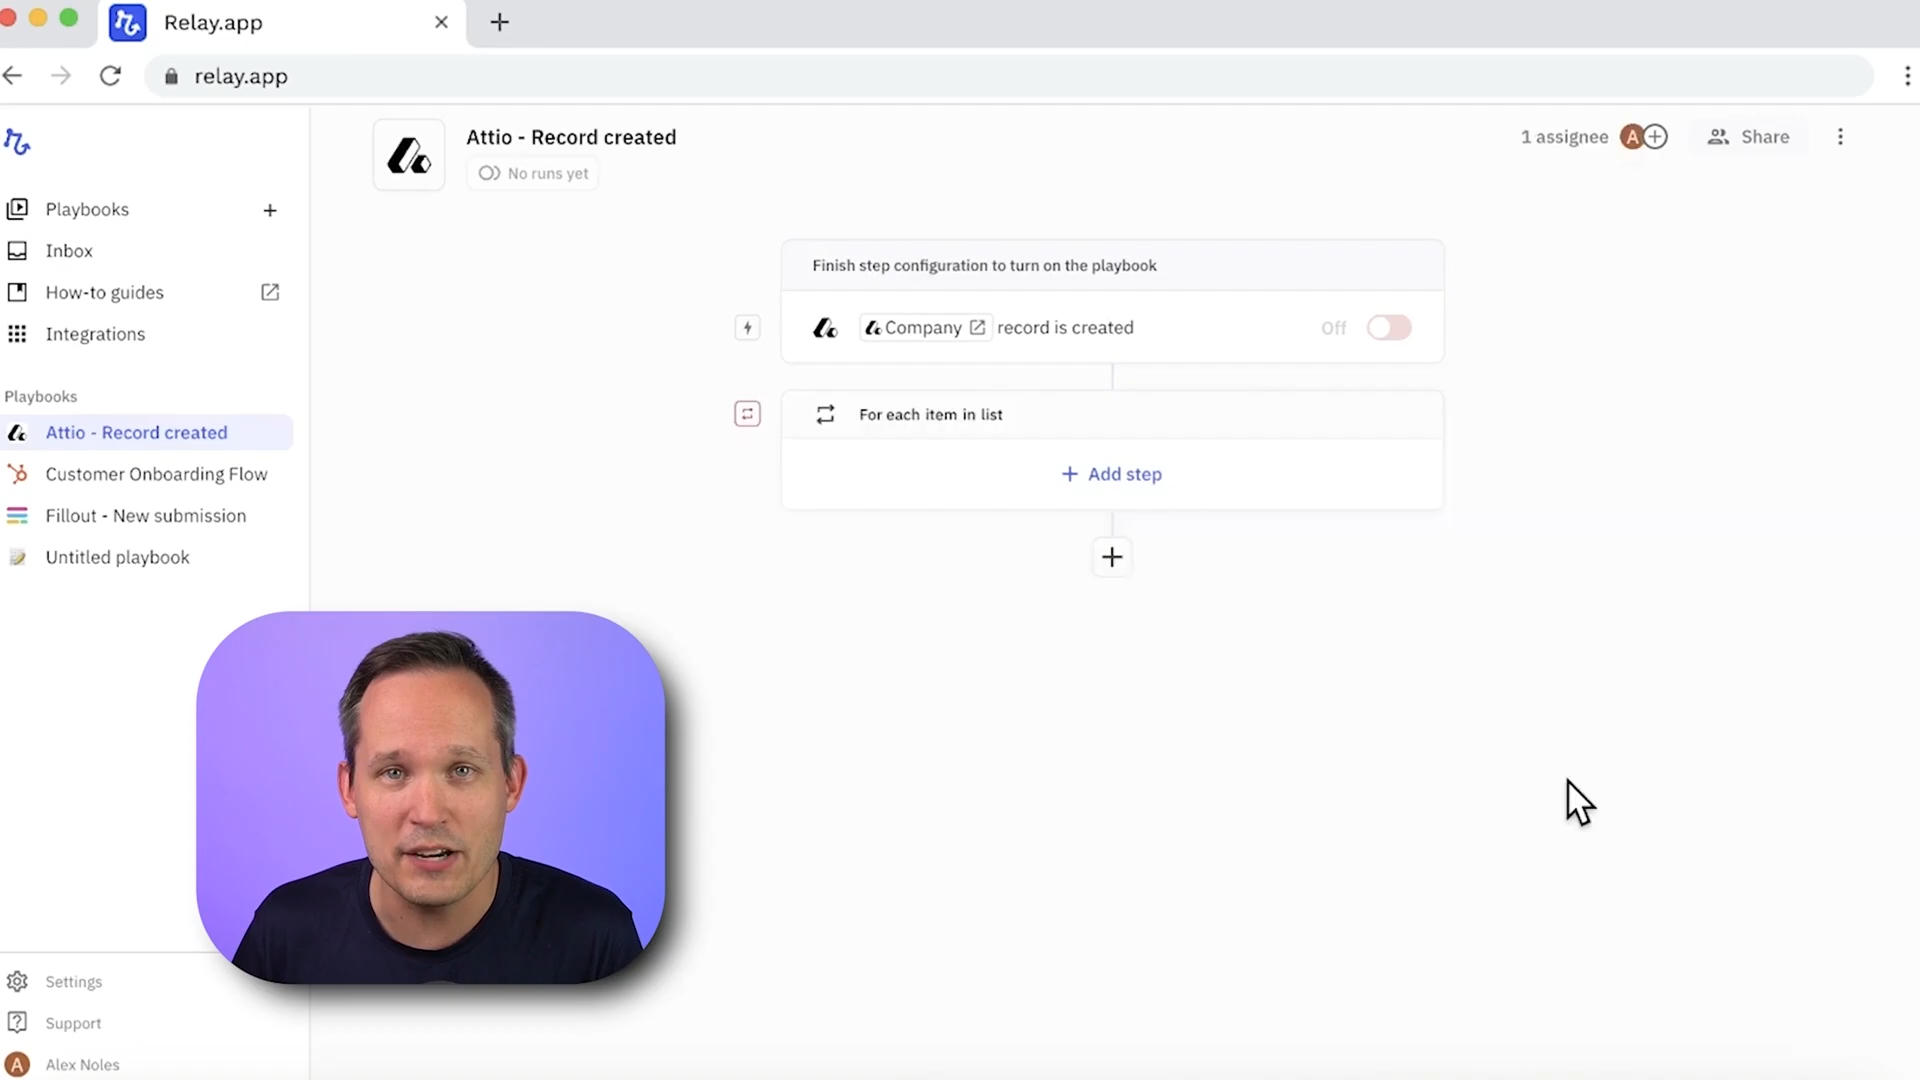 Relay.app
relay.app
Attio - Record created
No runs yet
1 assignee
A
Share
Playbooks
Inbox
How-to guides
Integrations
Playbooks
Attio - Record created
Customer Onboarding Flow
Fillout - New submission
Untitled playbook
Finish step configuration to turn on the playbook
Company record is created
Off
For each item in list
+ Add step
Settings
Support
A Alex Noles